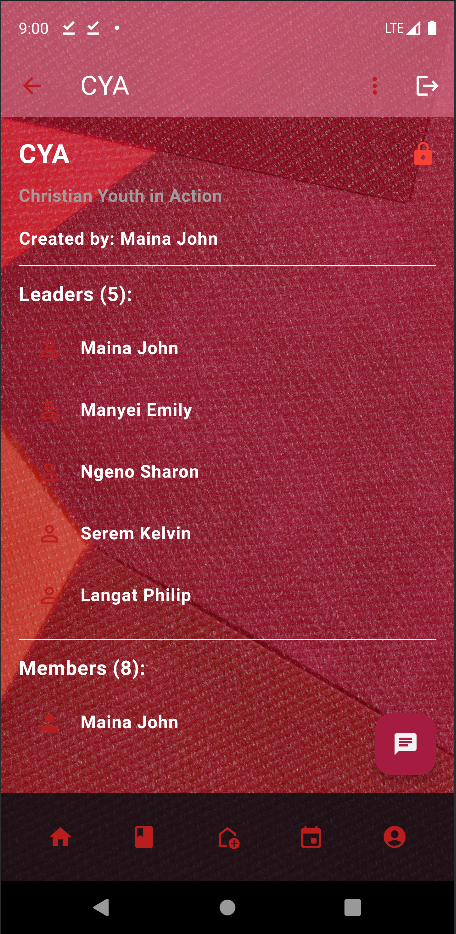 9:00
LTE
CYA
CYA
Christian Youth in Action
Created by: Maina John
Leaders (5):
Maina John
Manyei Emily
Ngeno Sharon
Serem Kelvin
Langat Philip
Members (8):
Maina John